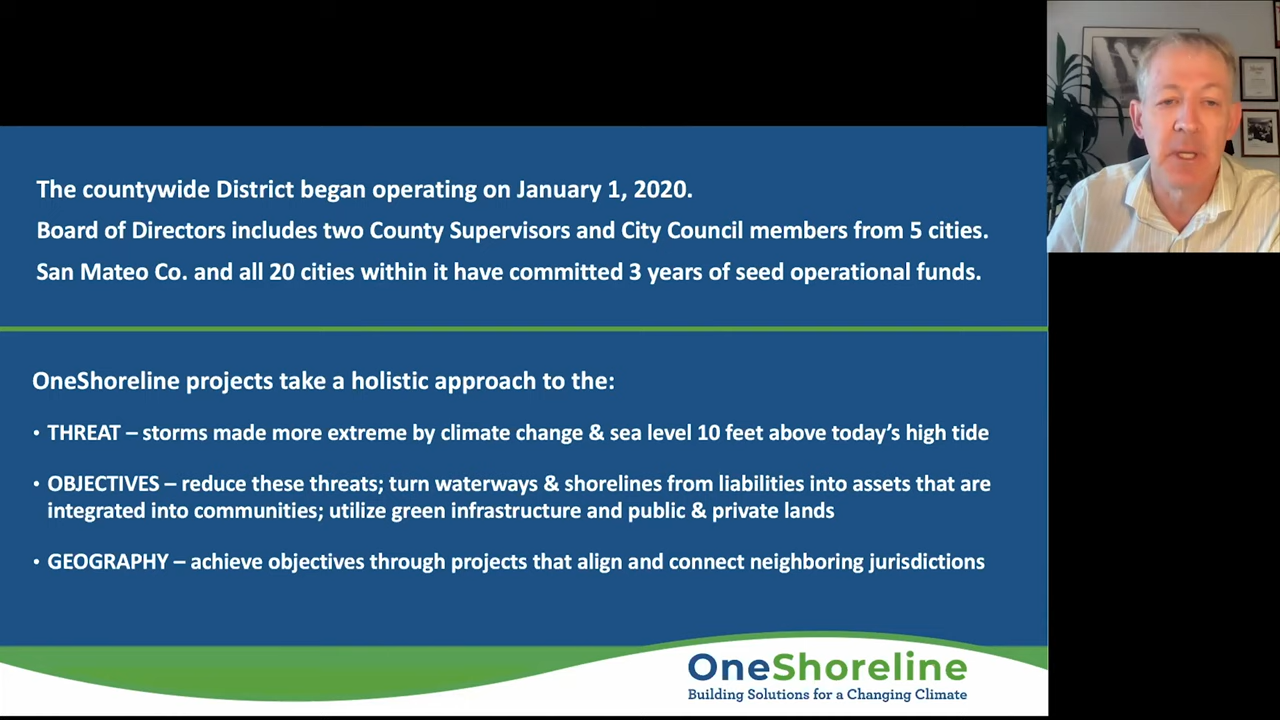 The countywide District began operating on January 1, 2020.
Board of Directors includes two County Supervisors and City Council members from 5 cities.
San Mateo Co. and all 20 cities within it have committed 3 years of seed operational funds.
OneShoreline projects take a holistic approach to the:
• THREAT – storms made more extreme by climate change & sea level 10 feet above today’s high tide
• OBJECTIVES – reduce these threats; turn waterways & shorelines from liabilities into assets that are
integrated into communities; utilize green infrastructure and public & private lands
• GEOGRAPHY – achieve objectives through projects that align and connect neighboring jurisdictions
OneShoreline
Building Solutions for a Changing Climate